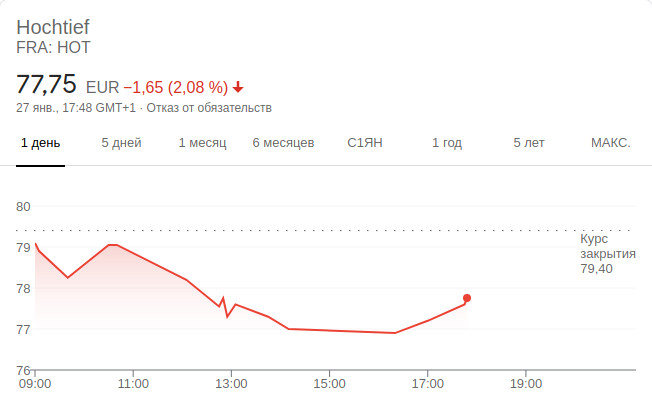 Hochtief
FRA: HOT
77,75 EUR −1,65 (2,08 %)
27 янв., 17:48 GMT+1 · Отказ от обязательств
1 день 5 дней 1 месяц 6 месяцев С1ЯН 1 год 5 лет МАКС.
80
79
78
77
76
Курс
закрытия
79,40
09:00 11:00 13:00 15:00 17:00 19:00